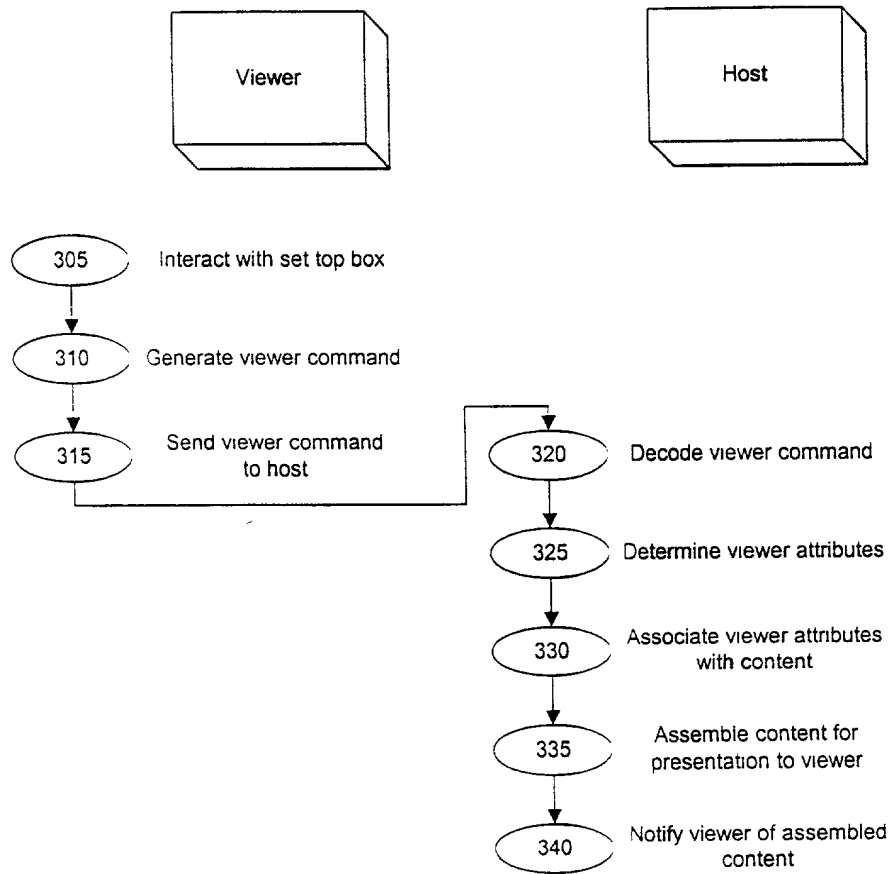 Viewer
Host
305 Interact with set top box
310 Generate viewer command
315 Send viewer command
to host
320 Decode viewer command
325 Determine viewer attributes
330 Associate viewer attributes
with content
335 Assemble content for
presentation to viewer
340 Notify viewer of assembled
content